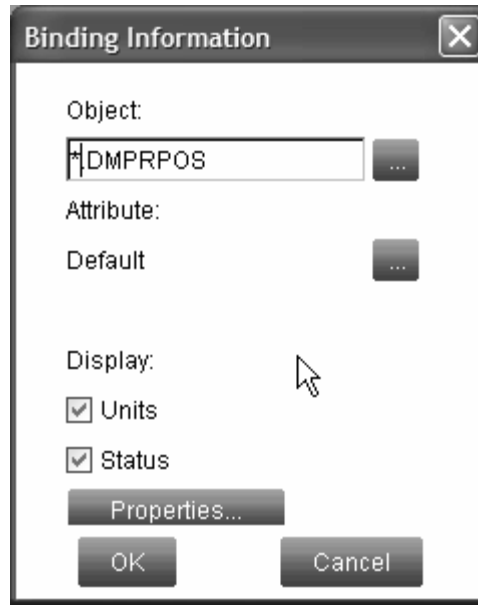 Binding Information
Object:
*.DMPRPOS
...
Attribute:
Default
...
Display:
Units
Status
Properties...
OK
Cancel